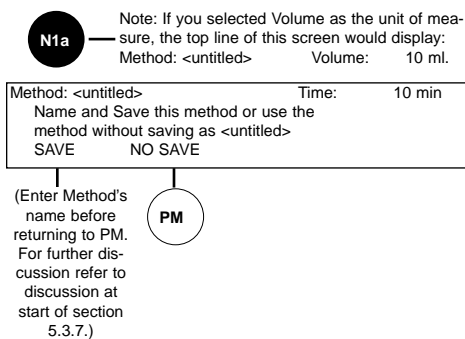 Note: If you selected Volume as the unit of mea-
N1a
sure, the top line of this screen would display:
Method: <untitled> Volume: 10 ml.
Method: <untitled> Time: 10 min
Name and Save this method or use the
method without saving as <untitled>
SAVE NO SAVE
(Enter Method's
name before
returning to PM.
For further dis-
cussion refer to
discussion at
start of section
5.3.7.)
PM